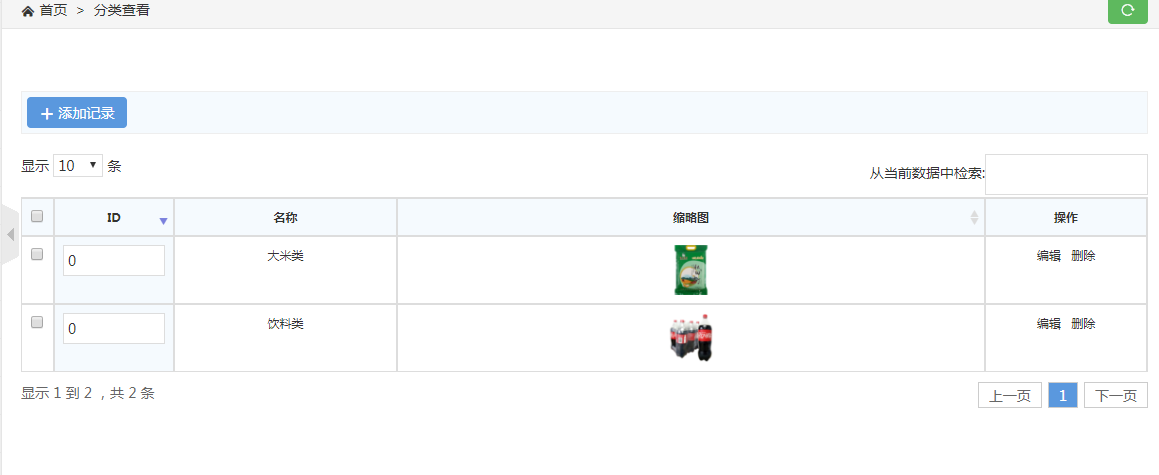 首页 > 分类查看
添加记录
显示 10 条
从当前数据中检索:
ID 名称 缩略图 操作
0 大米类 编辑 删除
0 饮料类 编辑 删除
显示 1 到 2 ，共 2 条
上一页 1 下一页